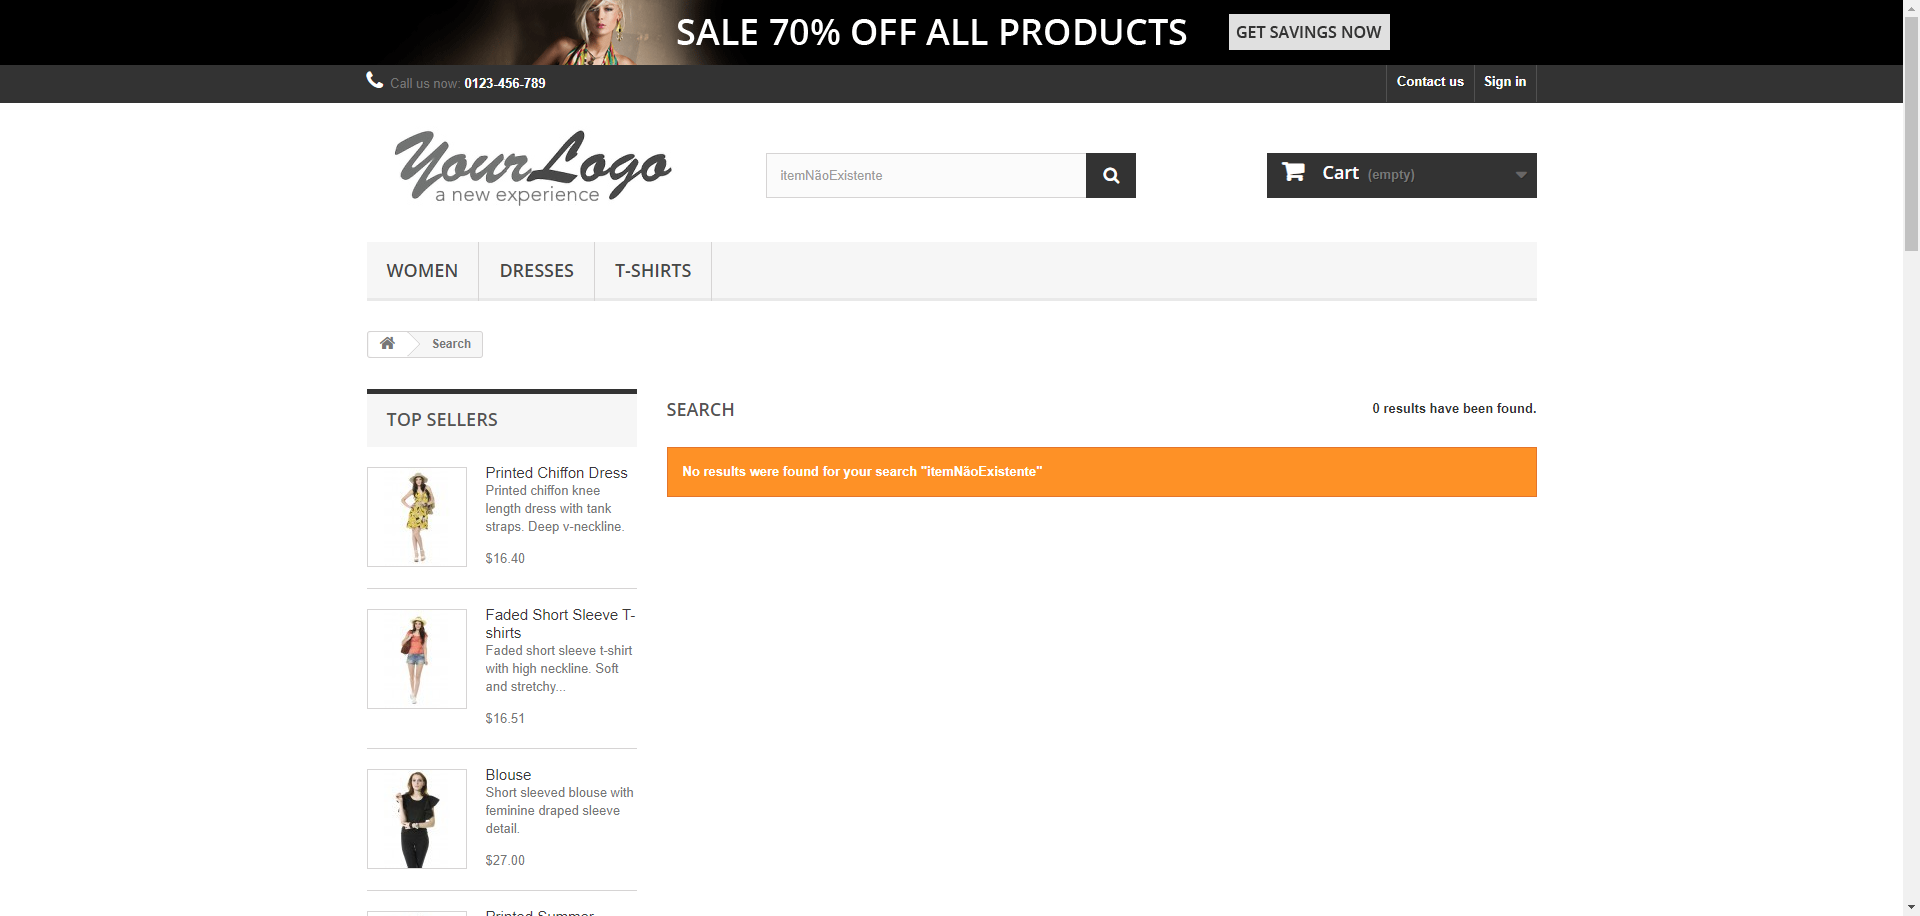 SALE 70% OFF ALL PRODUCTS
GET SAVINGS NOW
Call us now: 0123-456-789
Contact us
Sign in
YourLogo
a new experience
itemNãoExistente
Cart (empty)
WOMEN
DRESSES
T-SHIRTS
Search
TOP SELLERS
Printed Chiffon Dress
Printed chiffon knee
length dress with tank
straps. Deep v-neckline.
$16.40
Faded Short Sleeve T-
shirts
Faded short sleeve t-shirt
with high neckline. Soft
and stretchy...
$16.51
Blouse
Short sleeved blouse with
feminine draped sleeve
detail.
$27.00
Printed Summer
SEARCH
0 results have been found.
No results were found for your search "itemNãoExistente"